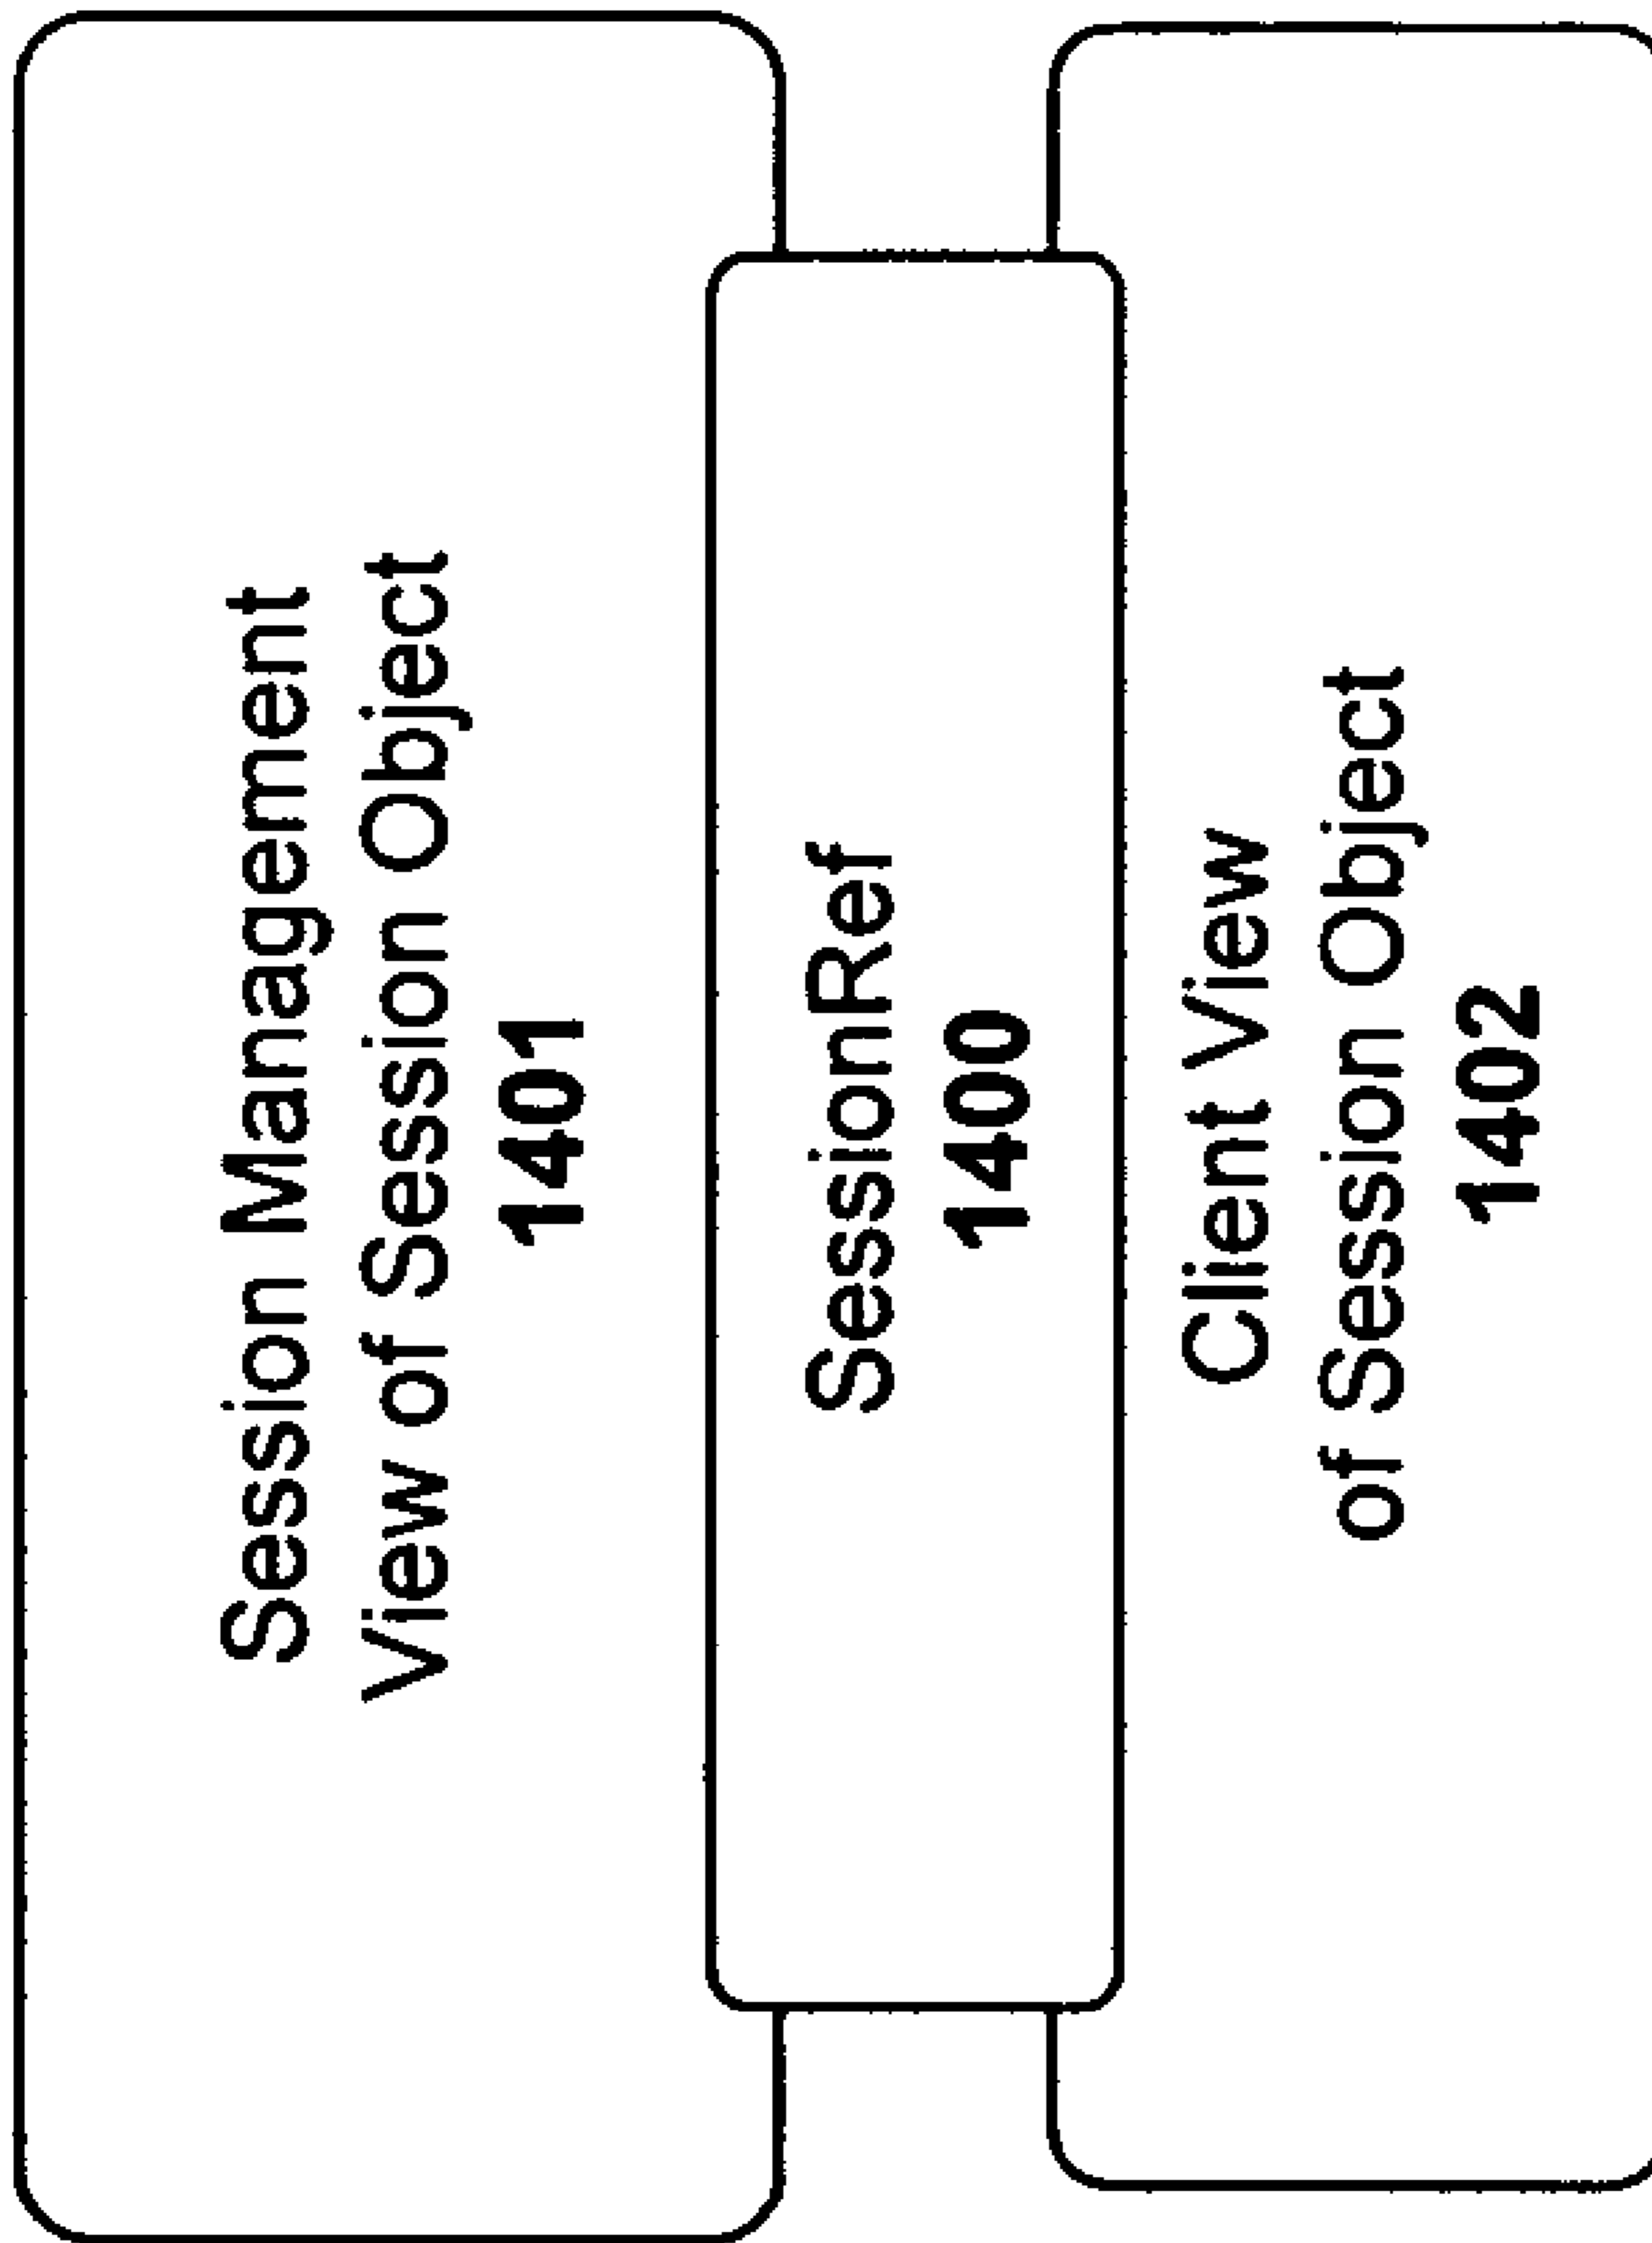 Session Management
View of Session Object
1401
SessionRef
1400
Client View
of Session Object
1402